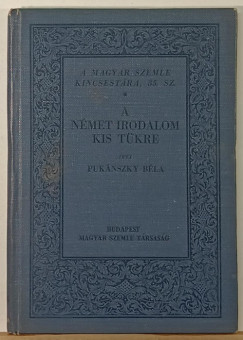 A MAGYAR SZEMLE
KINCSESTÁRA, 35. SZ.
A
NÉMET IRODALOM
KIS TÜKRE
ÍRTA
PUKÁNSZKY BÉLA
BUDAPEST
MAGYAR SZEMLE TÁRSASÁG